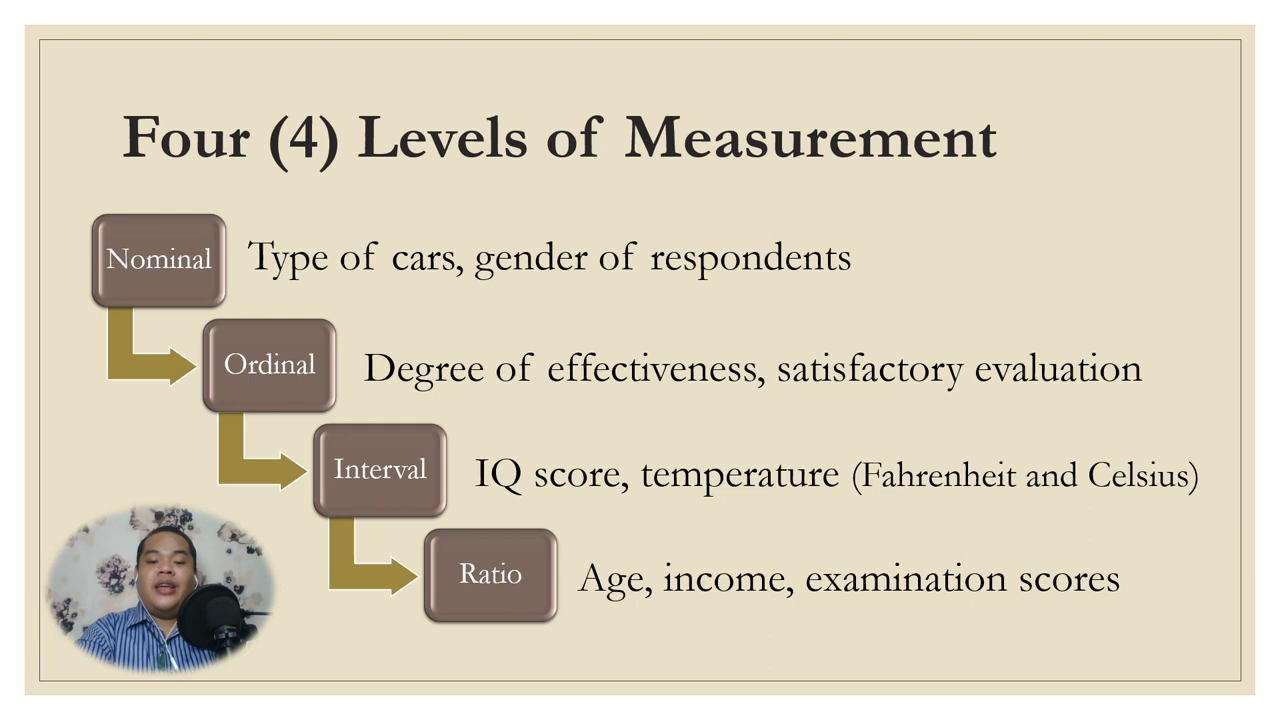 Four (4) Levels of Measurement
Nominal
Type of cars, gender of respondents
Ordinal
Degree of effectiveness, satisfactory evaluation
Interval
IQ score, temperature (Fahrenheit and Celsius)
Ratio
Age, income, examination scores